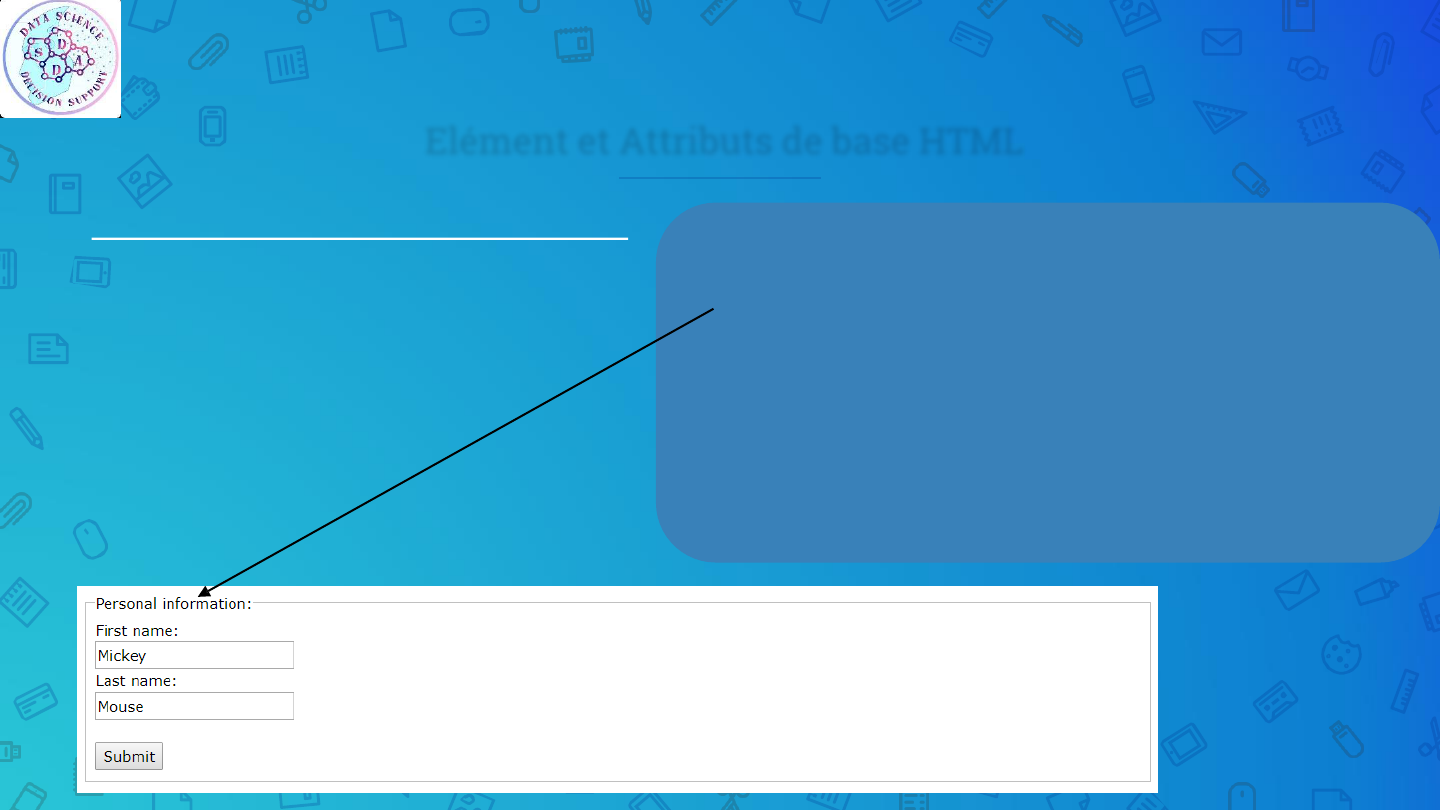 DATA SCIENCE
S D D A
DECISION SUPPORT
Elément et Attributs de base HTML
Personal information:
First name:
Mickey
Last name:
Mouse
Submit